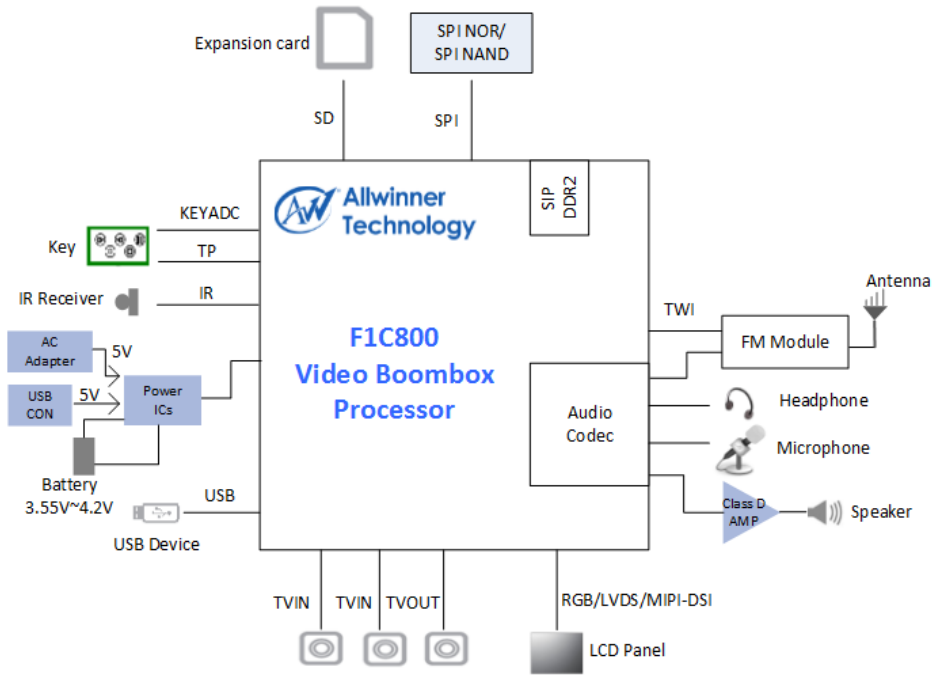 Expansion card
SPI NOR/
SPI NAND
SD
SPI
SIP
DDR2
Allwinner
Technology
KEYADC
Key
TP
IR Receiver
IR
Antenna
TWI
FM Module
AC
Adapter
5V
USB
CON
5V
Power
ICs
F1C800
Video Boombox
Processor
Audio
Codec
Headphone
Microphone
Battery
3.55V~4.2V
USB
USB Device
Class D
AMP
Speaker
TVIN
TVIN
TVOUT
RGB/LVDS/MIPI-DSI
LCD Panel